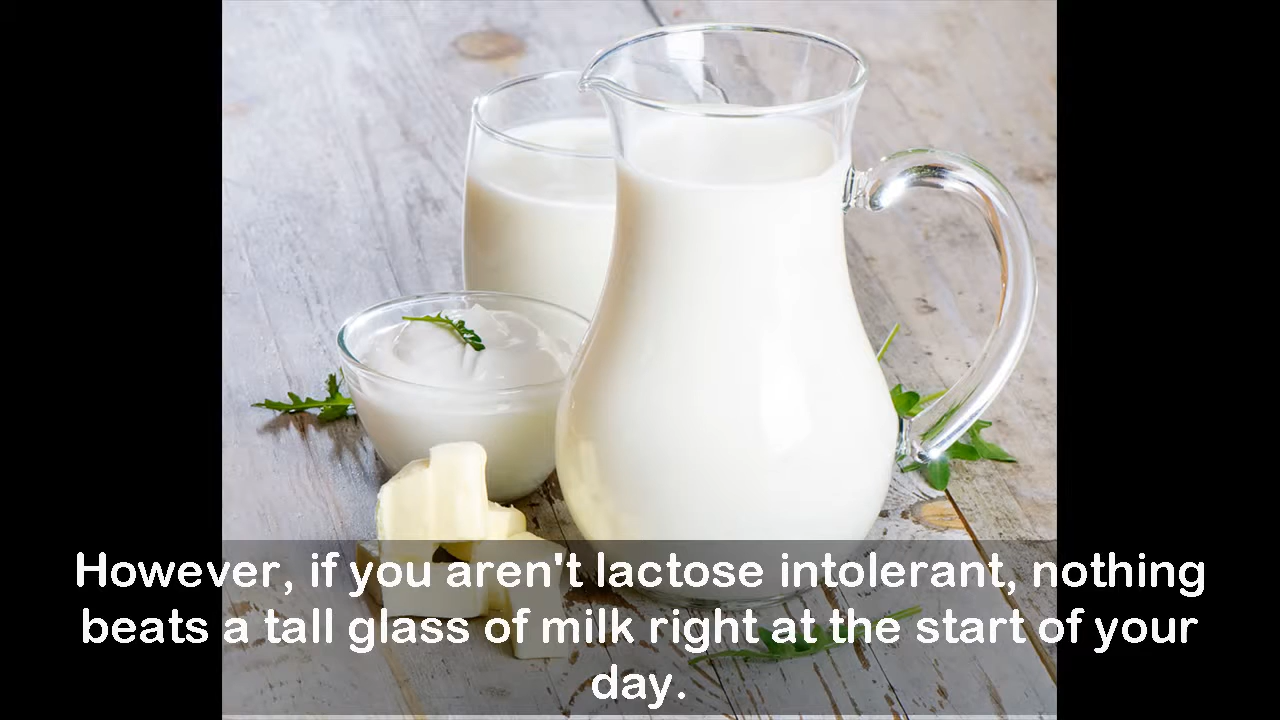 However, if you aren't lactose intolerant, nothing
beats a tall glass of milk right at the start of your
day.